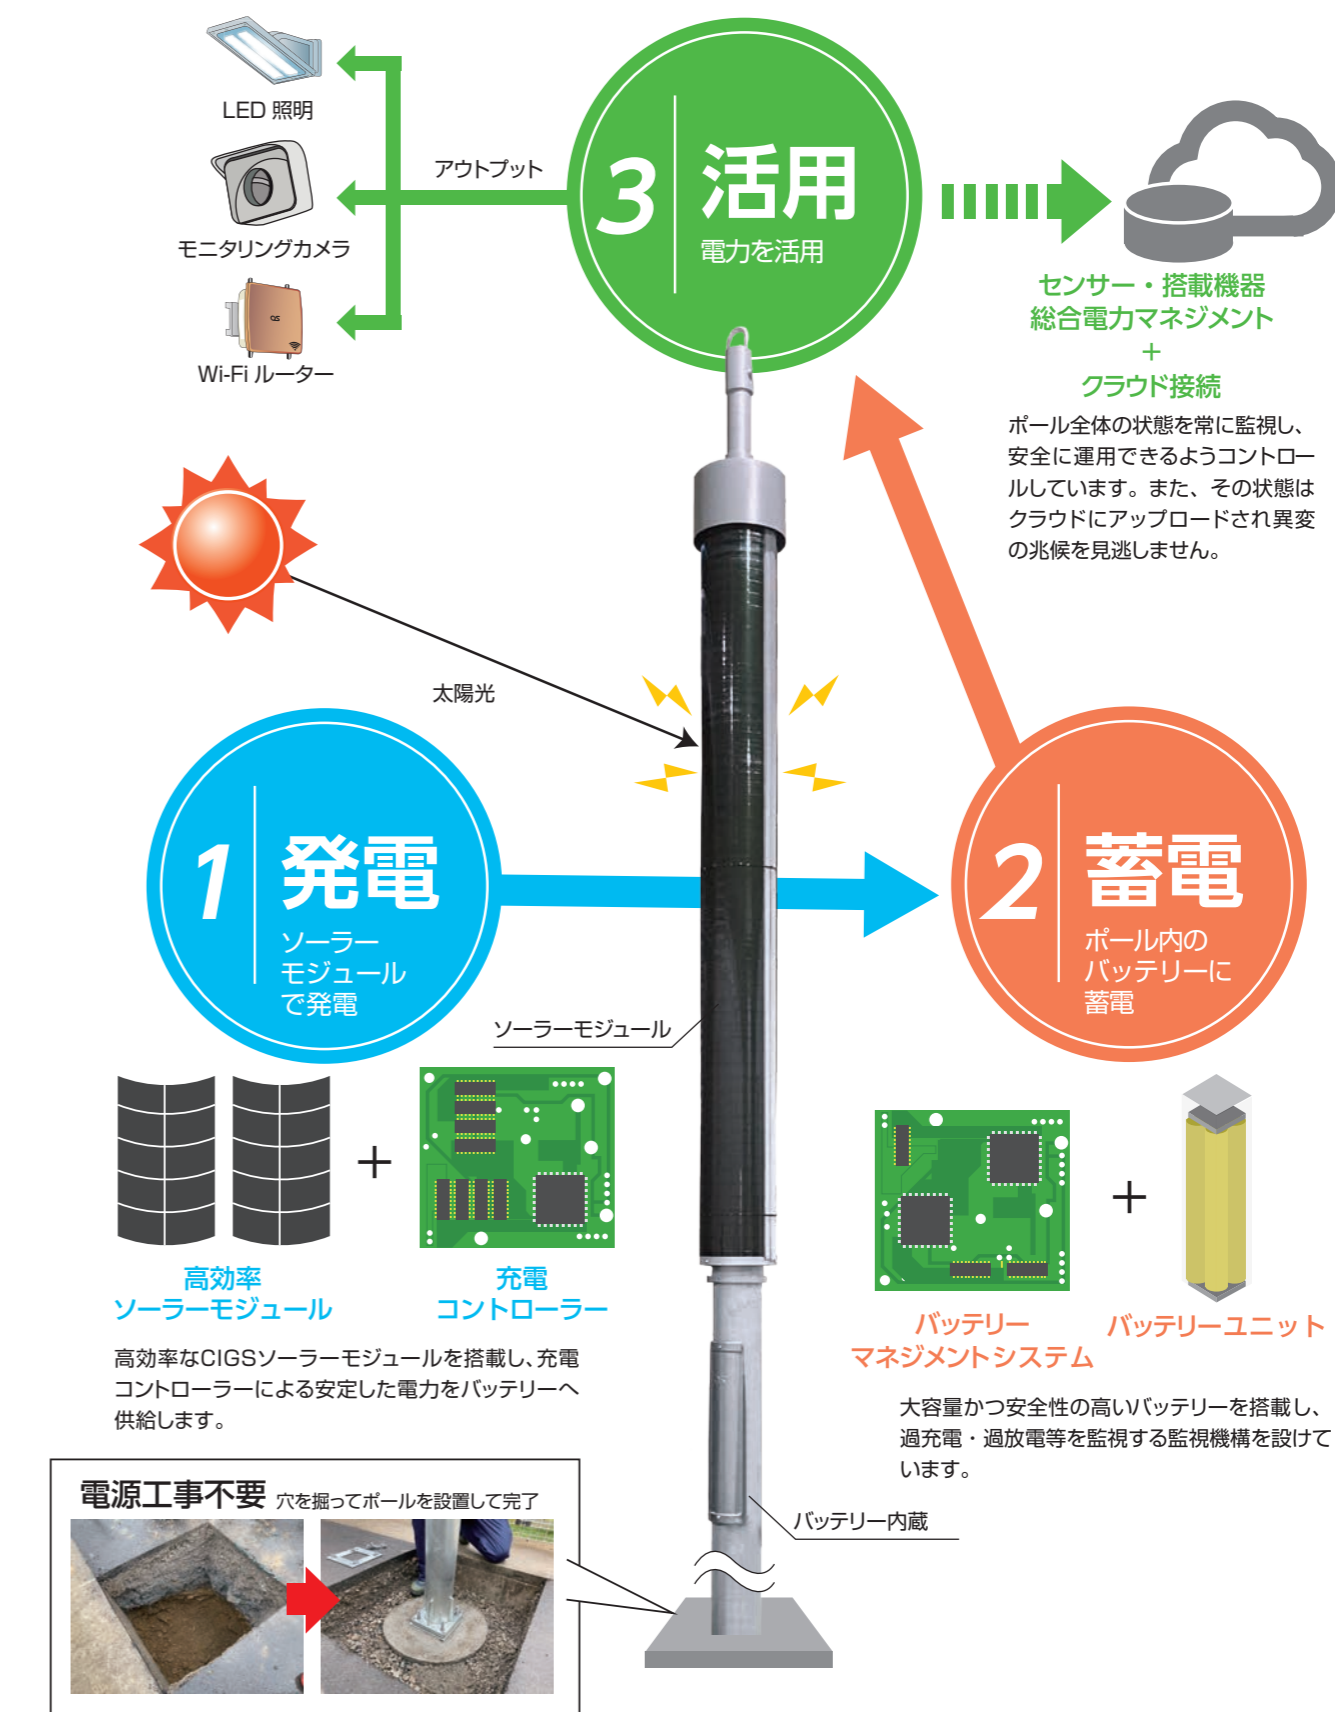 LED 照明
モニタリングカメラ
Wi-Fi ルーター
アウトプット
3
活用
電力を活用
センサー・搭載機器
総合電力マネジメント
+
クラウド接続
ポール全体の状態を常に監視し、
安全に運用できるようコントロー
ルしています。また、その状態は
クラウドにアップロードされ異変
の兆候を見逃しません。
太陽光
1
発電
ソーラー
モジュール
で発電
2
蓄電
ポール内の
バッテリーに
蓄電
ソーラーモジュール
+
高効率
ソーラーモジュール
充電
コントローラー
高効率なCIGSソーラーモジュールを搭載し、充電
コントローラーによる安定した電力をバッテリーへ
供給します。
+
バッテリー
マネジメントシステム
バッテリーユニット
大容量かつ安全性の高いバッテリーを搭載し、
過充電・過放電等を監視する監視機構を設けて
います。
バッテリー内蔵
電源工事不要 穴を掘ってポールを設置して完了